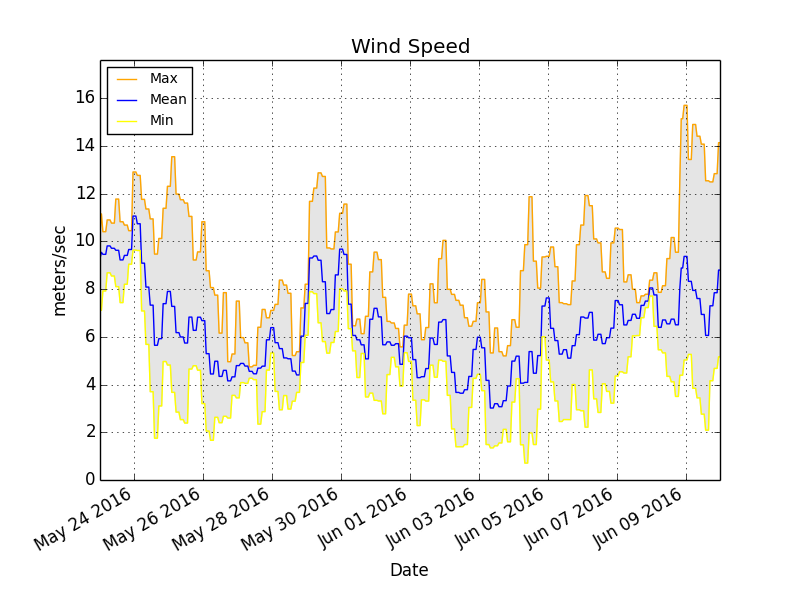 Wind Speed
Max
Mean
Min
16
14
12
10
8
6
4
2
0
meters/sec
May 24 2016
May 26 2016
May 28 2016
May 30 2016
Jun 01 2016
Jun 03 2016
Jun 05 2016
Jun 07 2016
Jun 09 2016
Date